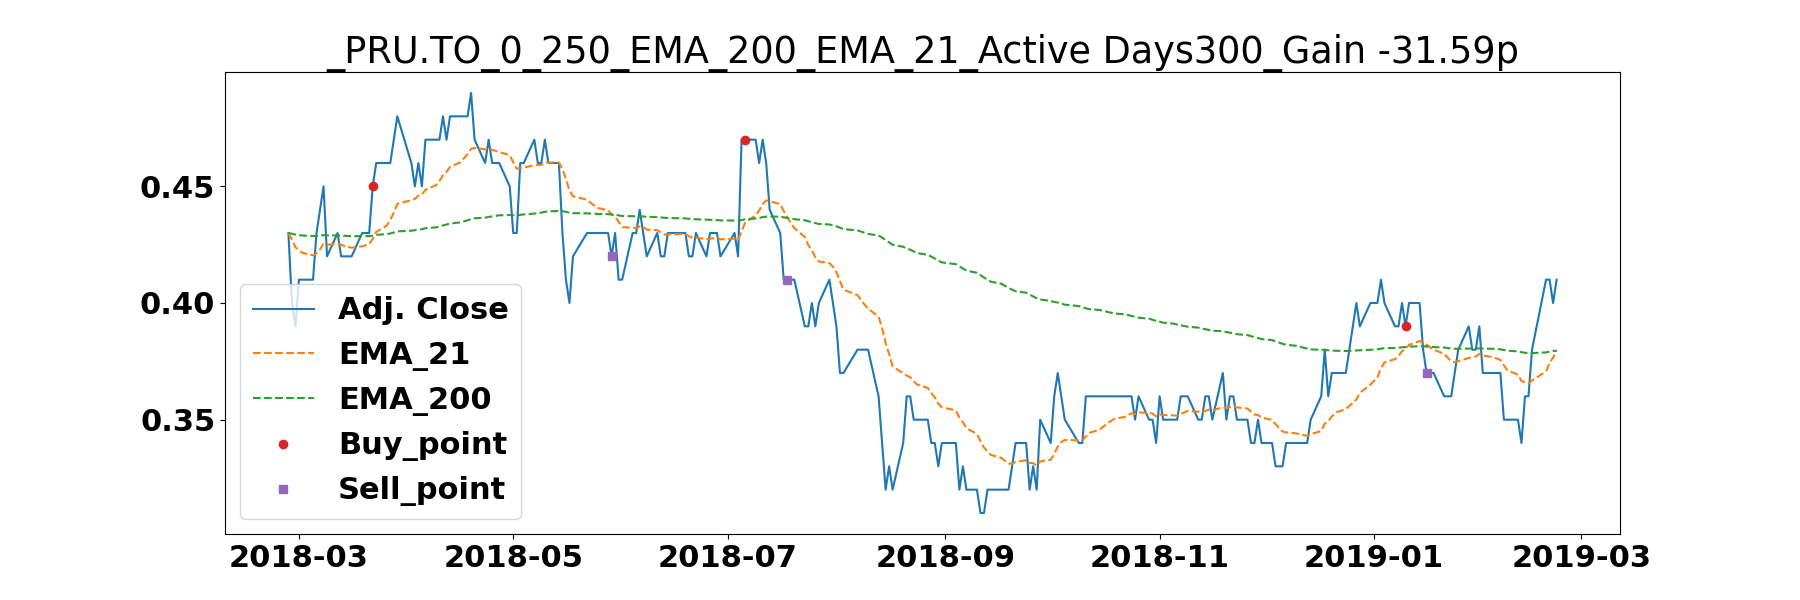 _PRU.TO_0_250_EMA_200_EMA_21_Active Days300_Gain -31.59p
0.45
0.40
0.35
Adj. Close
EMA_21
EMA_200
Buy_point
Sell_point
2018-03 2018-05 2018-07 2018-09 2018-11 2019-01 2019-03